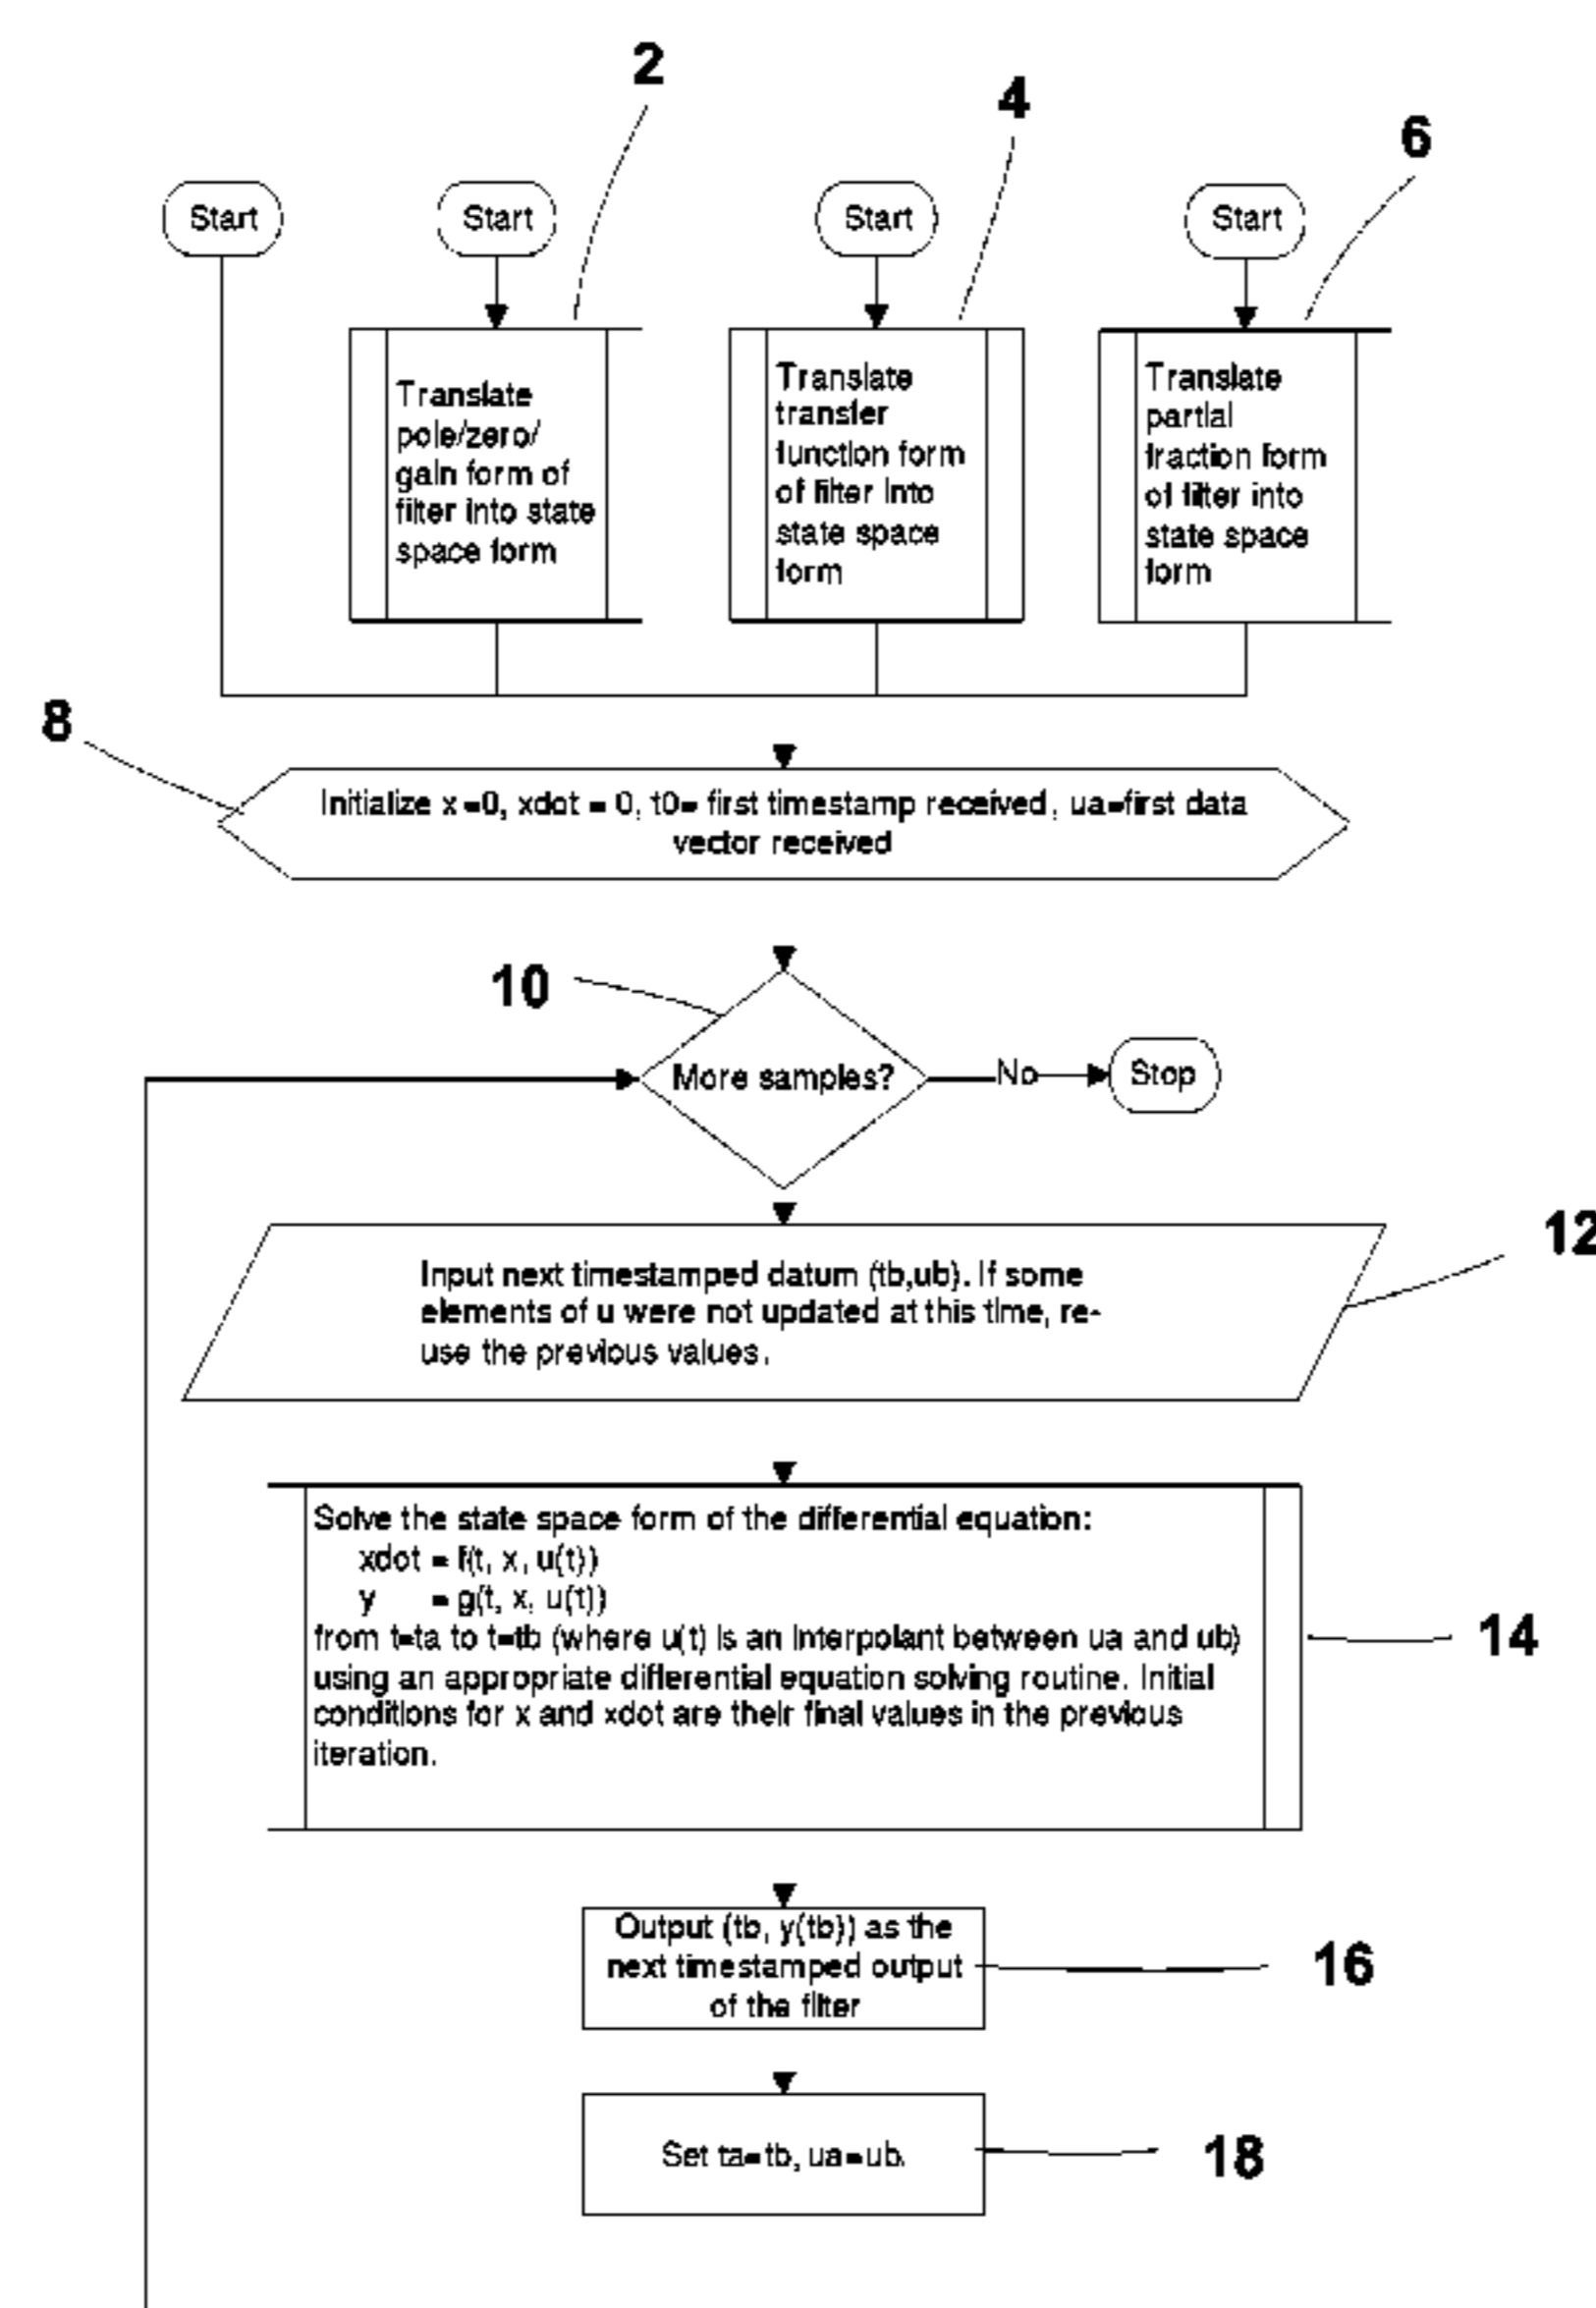 2
4
6
Start
Start
Start
Start
Translate
pole/zero/
gain form of
filter into state
space form
Translate
transfer
function form
of filter into
state space
form
Translate
partial
fraction form
of filter into
state space
form
8
Initialize x =0, xdot = 0, t0= first timestamp received, ua=first data
vector received
10
More samples?
No
Stop
12
Input next timestamped datum (tb,ub). If some
elements of u were not updated at this time, re-
use the previous values.
Solve the state space form of the differential equation:
xdot = f(t, x, u(t))
y = g(t, x, u(t))
from t=ta to t=tb (where u(t) is an interpolant between ua and ub)
using an appropriate differential equation solving routine. Initial
conditions for x and xdot are their final values in the previous
iteration.
14
Output (tb, y(tb)) as the
next timestamped output
of the filter
16
Set ta=tb, ua=ub.
18